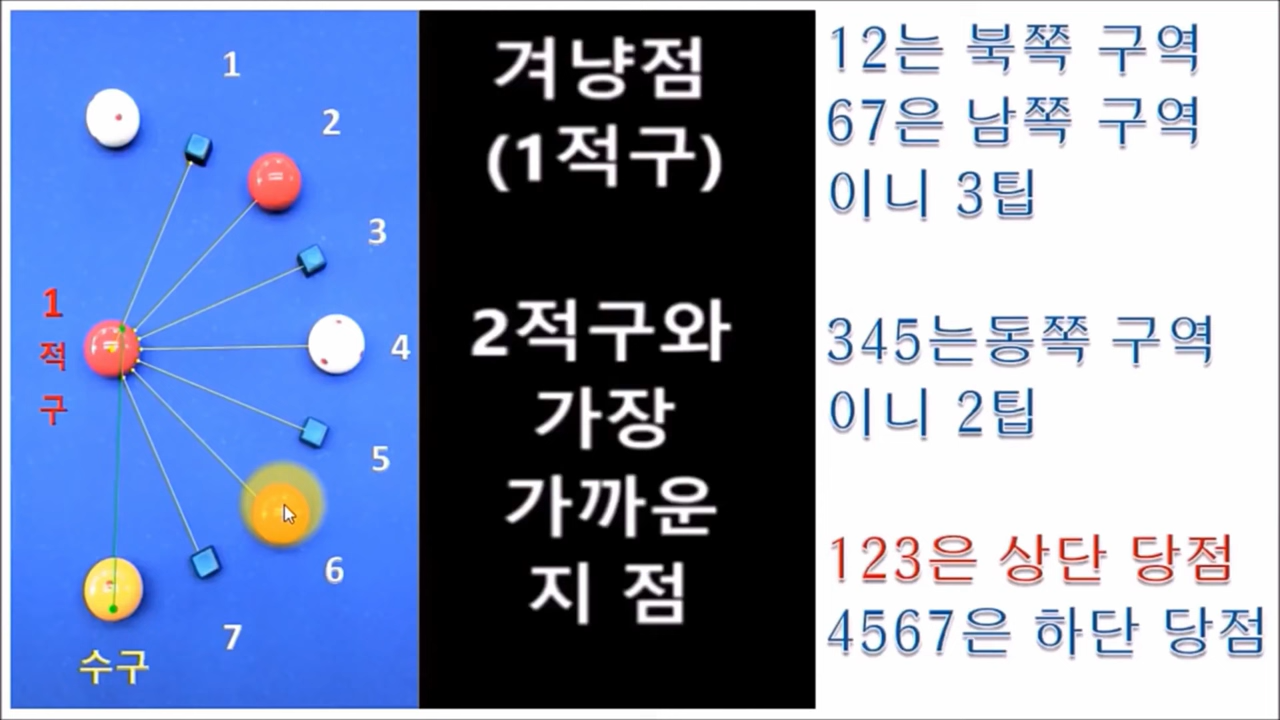 1
2
3
4
5
6
7
1
적
구
수구
겨냥점
(1적구)
2적구와
가장
가까운
지 점
12는 북쪽 구역
67은 남쪽 구역
이니 3팁
345는동쪽 구역
이니 2팁
123은 상단 당점
4567은 하단 당점